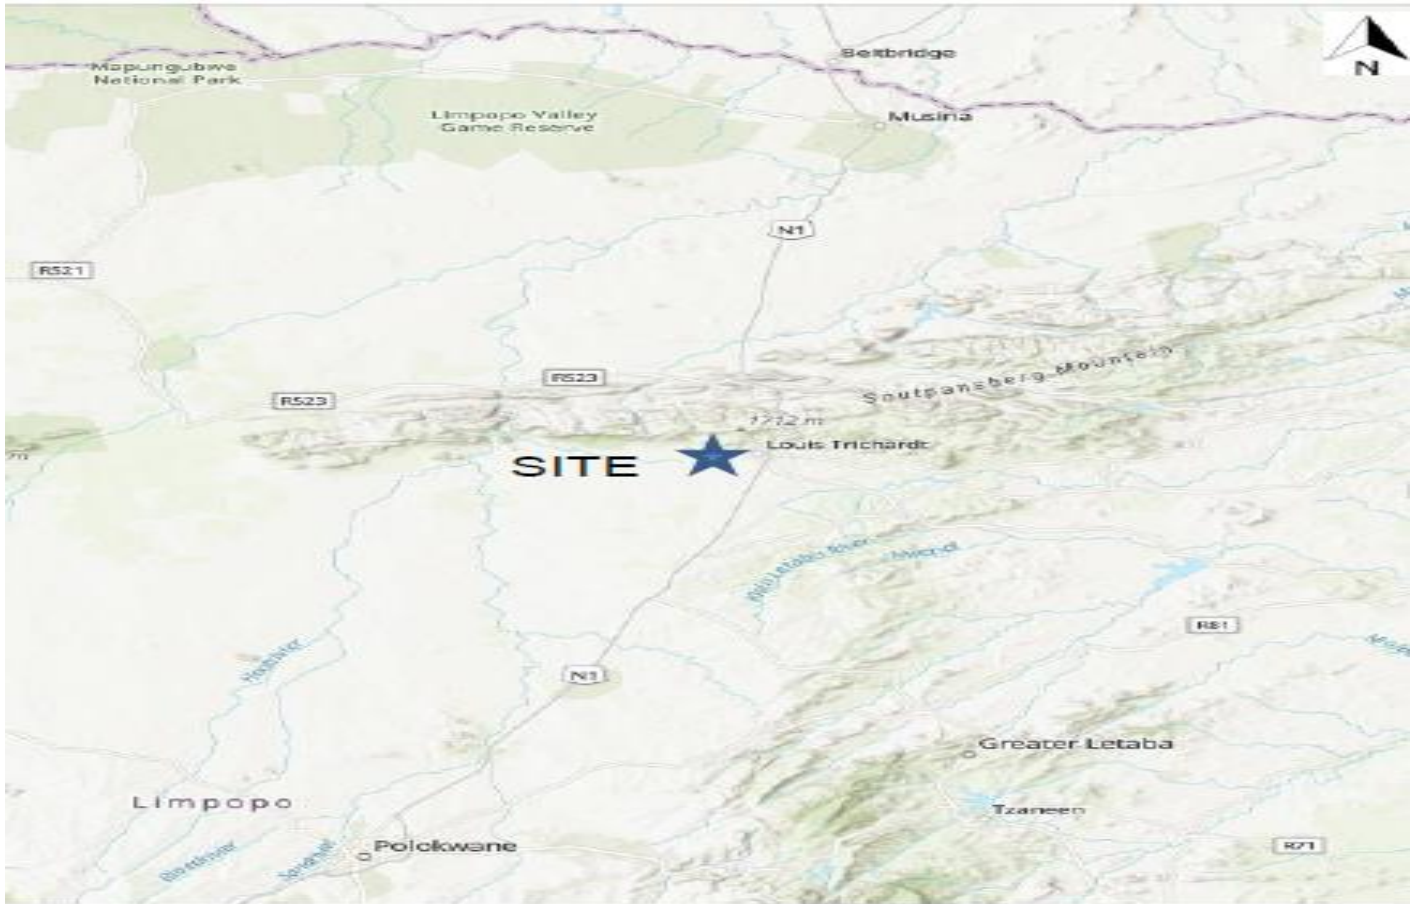 Beitbridge
N
Mapungubwe
National Park
Limpopo Valley
Game Reserve
Musina
N1
R521
R523
R523
Soutpansberg Mountain
1712 m
Louis Trichardt
SITE
R81
N1
Greater Letaba
Limpopo
Tzaneen
Polokwane
R71